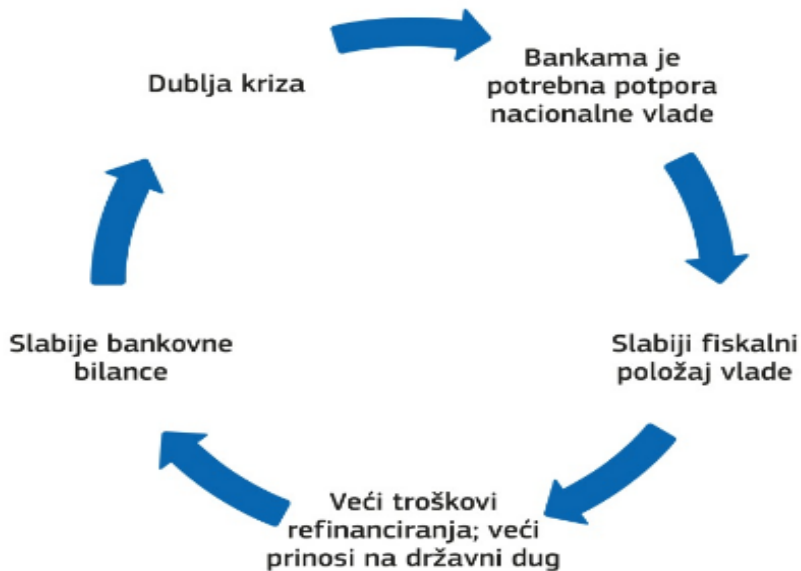 Dublja kriza
Bankama je
potrebna potpora
nacionalne vlade
Slabiji fiskalni
položaj vlade
Veći troškovi
refinanciranja; veći
prinosi na državni dug
Slabije bankovne
bilance